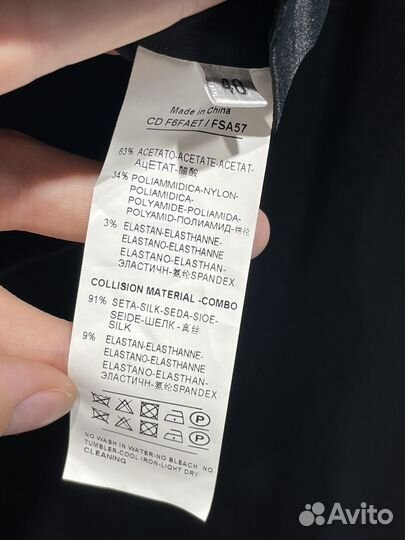 40
Made in China
CD F6FAET / FSA57
63% ACETATO-ACETATE-ACETAT-
АЦЕТАТ-醋酸
34% POLIAMMIDICA-NYLON-
POLIAMIDICA-
POLYAMIDE-POLIAMIDA-
POLYAMID-ПОЛИАМИД-锦纶
3% ELASTAN-ELASTHANNE-
ELASTANO-ELASTHAN-
ЭЛАСТИЧН-氨纶SPANDEX
COLLISION MATERIAL -COMBO
91% SETA-SILK-SEDA-SIOE-
SEIDE-ШЕЛК -真丝
SILK
9% ELASTAN-ELASTHANNE-
ELASTANO-ELASTHANNE
ELASTANO-ELASTHAN-
ЭЛАСТИЧН-氨纶SPANDEX
P
P
NO WASH IN WATER-NO BLEACH NO
TUMBLER-COOL IRON-LIGHT DRY
CLEANING
Avito